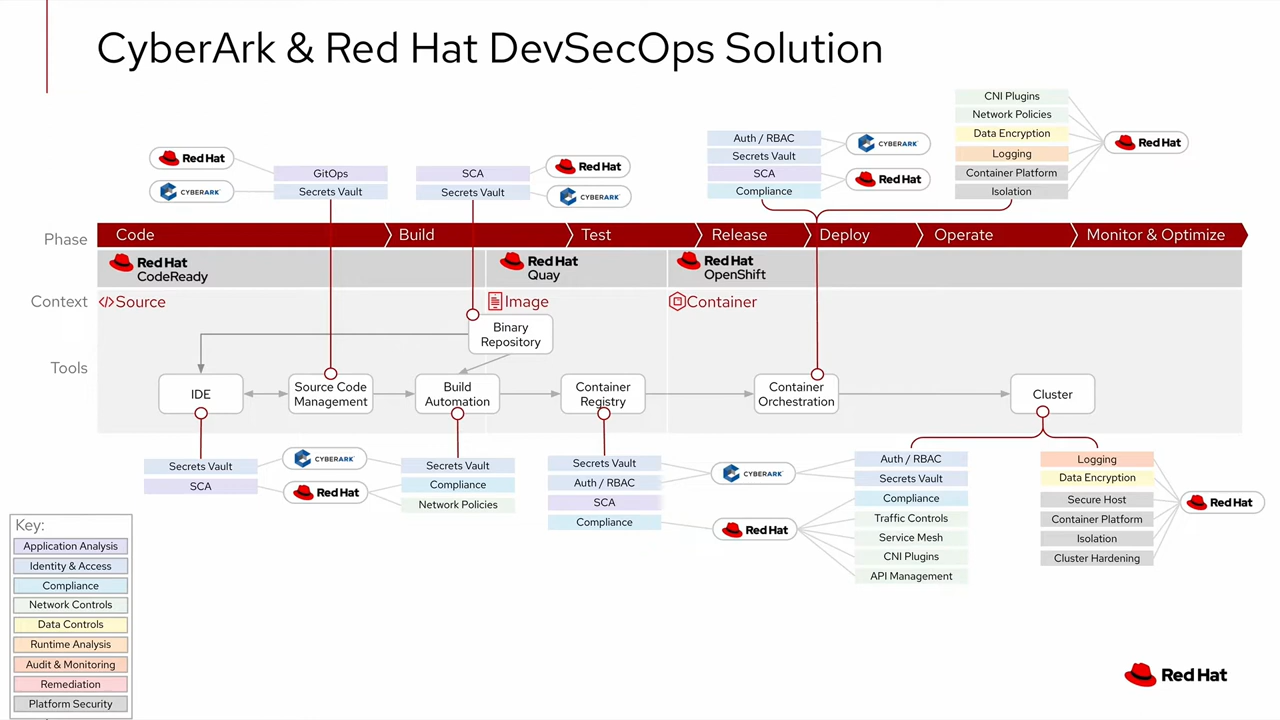 CyberArk & Red Hat DevSecOps Solution
CNI Plugins
Network Policies
Data Encryption
Logging
Container Platform
Isolation
Red Hat
Auth / RBAC
Secrets Vault
SCA
Compliance
CYBERARK
Red Hat
Red Hat
CYBERARK
GitOps
Secrets Vault
SCA
Secrets Vault
Red Hat
CYBERARK
Phase
Code
Build
Test
Release
Deploy
Operate
Monitor & Optimize
Red Hat
CodeReady
Red Hat
Quay
Red Hat
OpenShift
Context
</>Source
Image
Container
Tools
Binary
Repository
IDE
Source Code
Management
Build
Automation
Container
Registry
Container
Orchestration
Cluster
Secrets Vault
SCA
CYBERARK
Red Hat
Secrets Vault
Compliance
Network Policies
Secrets Vault
Auth / RBAC
SCA
Compliance
CYBERARK
Red Hat
Auth / RBAC
Secrets Vault
Compliance
Traffic Controls
Service Mesh
CNI Plugins
API Management
Logging
Data Encryption
Secure Host
Container Platform
Isolation
Cluster Hardening
Red Hat
Key:
Application Analysis
Identity & Access
Compliance
Network Controls
Data Controls
Runtime Analysis
Audit & Monitoring
Remediation
Platform Security
Red Hat